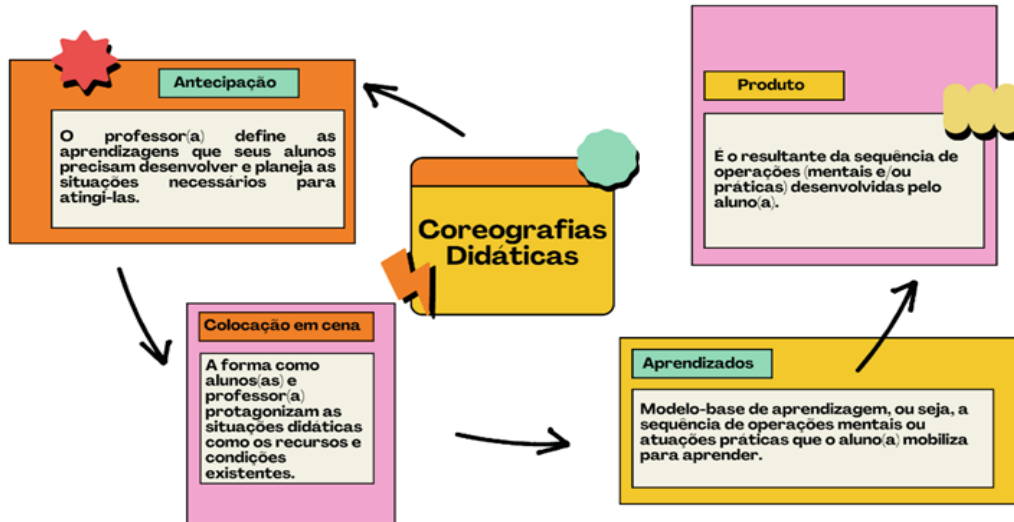 Antecipação
O professor(a) define as
aprendizagens que seus alunos
precisam desenvolver e planeja as
situações necessários para
atingí-las.
Coreografias
Didáticas
Colocação em cena
A forma como
alunos(as) e
professor(a)
protagonizam as
situações didáticas
como os recursos e
condições
existentes.
Aprendizados
Modelo-base de aprendizagem, ou seja, a
sequência de operações mentais ou
atuações práticas que o aluno(a) mobiliza
para aprender.
Produto
É o resultante da sequência de
operações (mentais e/ou
práticas) desenvolvidas pelo
aluno(a).